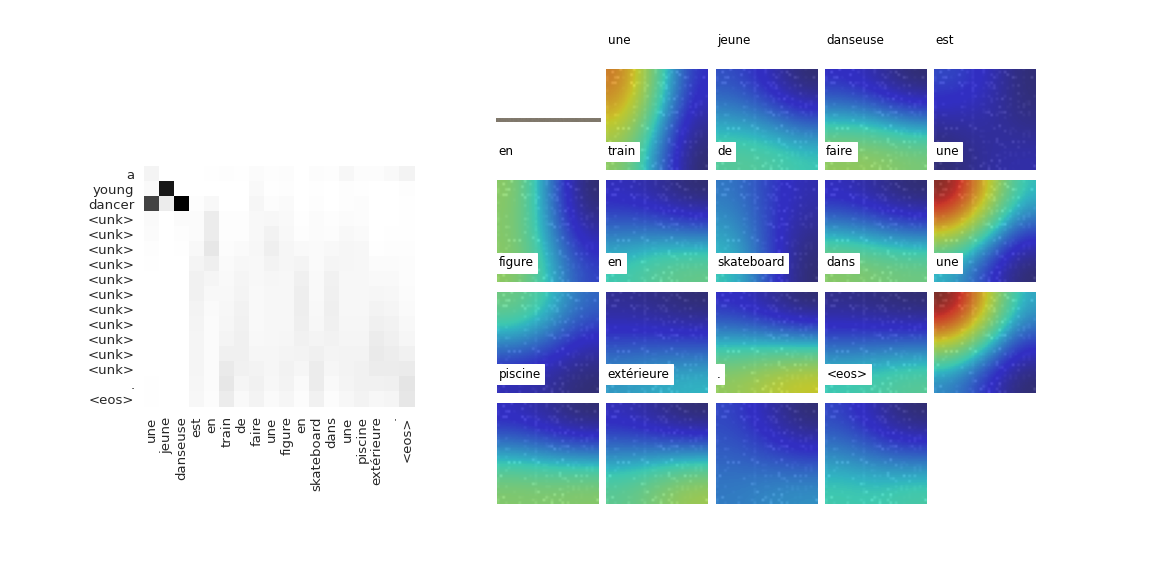 a
young
dancer
<unk>
<unk>
<unk>
<unk>
<unk>
<unk>
<unk>
<unk>
<unk>
<unk>
<unk>
.
<eos>
une
jeune
danseuse
est
en
train
de
faire
une
figure
en
skateboard
dans
une
piscine
extérieure
.
<eos>
une jeune danseuse est
en train de faire une
figure en skateboard dans une
piscine extérieure . <eos>